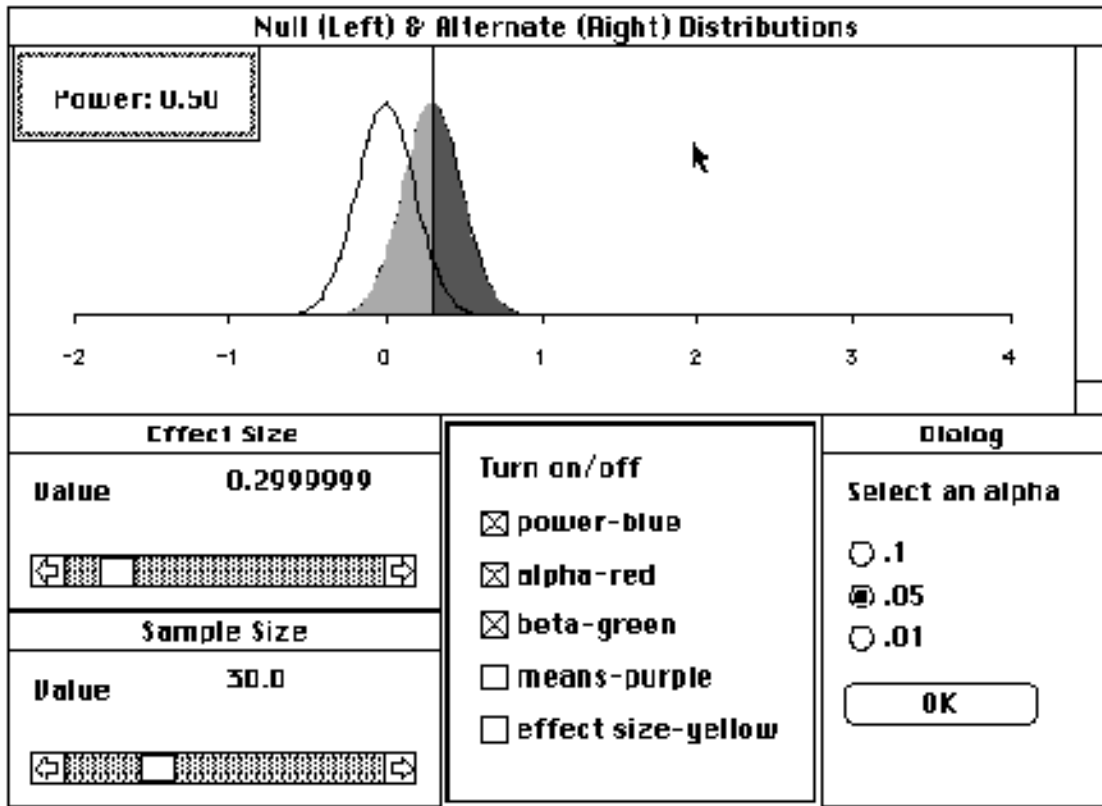 Null (Left) & Alternate (Right) Distributions
Power: 0.50
-2 -1 0 1 2 3 4
Effect Size
Value 0.2999999
Sample Size
Value 30.0
Turn on/off
power-blue
alpha-red
beta-green
means-purple
effect size-yellow
Dialog
Select an alpha
.1
.05
.01
OK